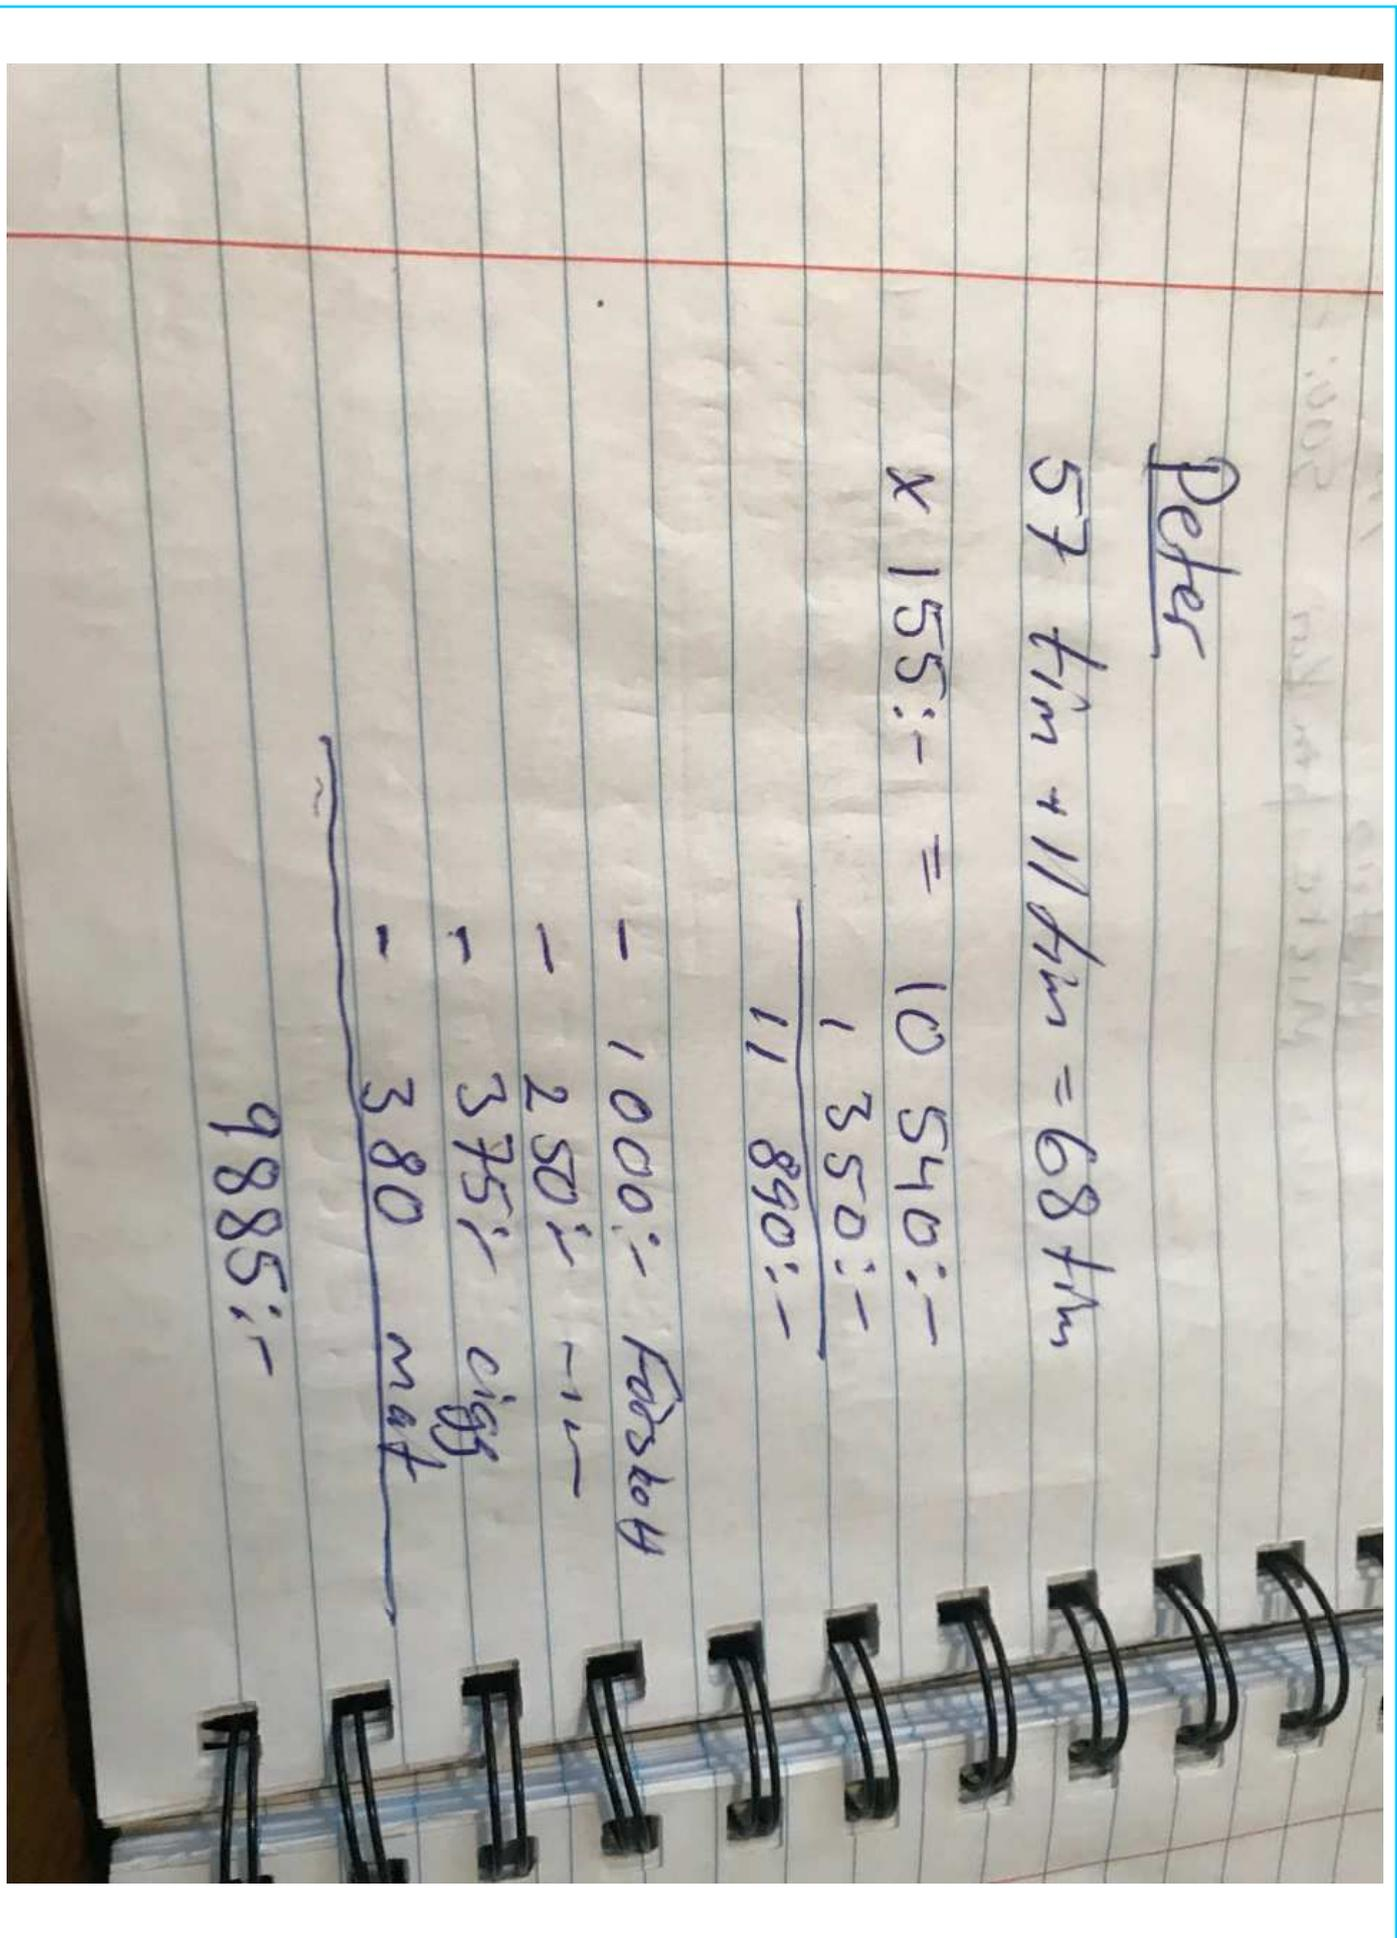 Peter
57 tim + 11 tim = 68 tim
x 155:- = 10 540:-
1 350:-
11 890:-
- 1000:- Förskott
- 250:- -11-
- 375:- cigg
- 380 mat
9885:-